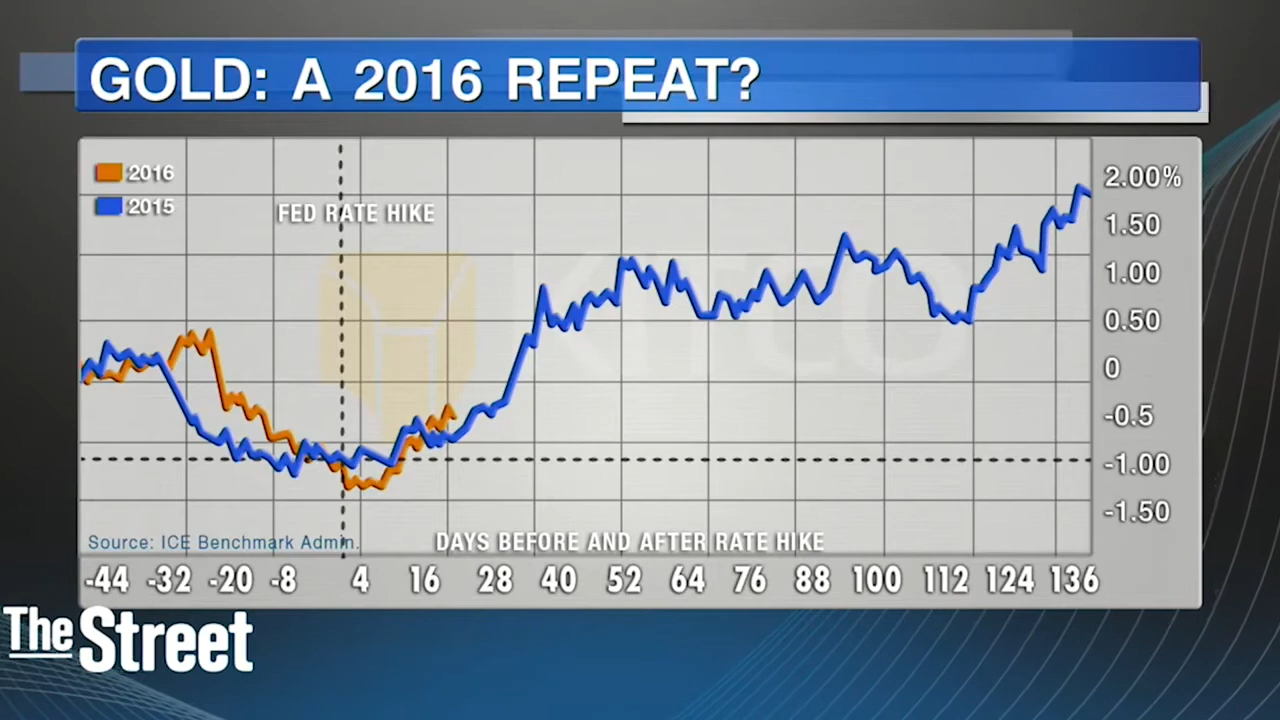 GOLD: A 2016 REPEAT?
2016
2015
FED RATE HIKE
KITCO
2.00%
1.50
1.00
0.50
0
-0.5
-1.00
-1.50
Source: ICE Benchmark Admin.
DAYS BEFORE AND AFTER RATE HIKE
-44 -32 -20 -8 4 16 28 40 52 64 76 88 100 112 124 136
The Street